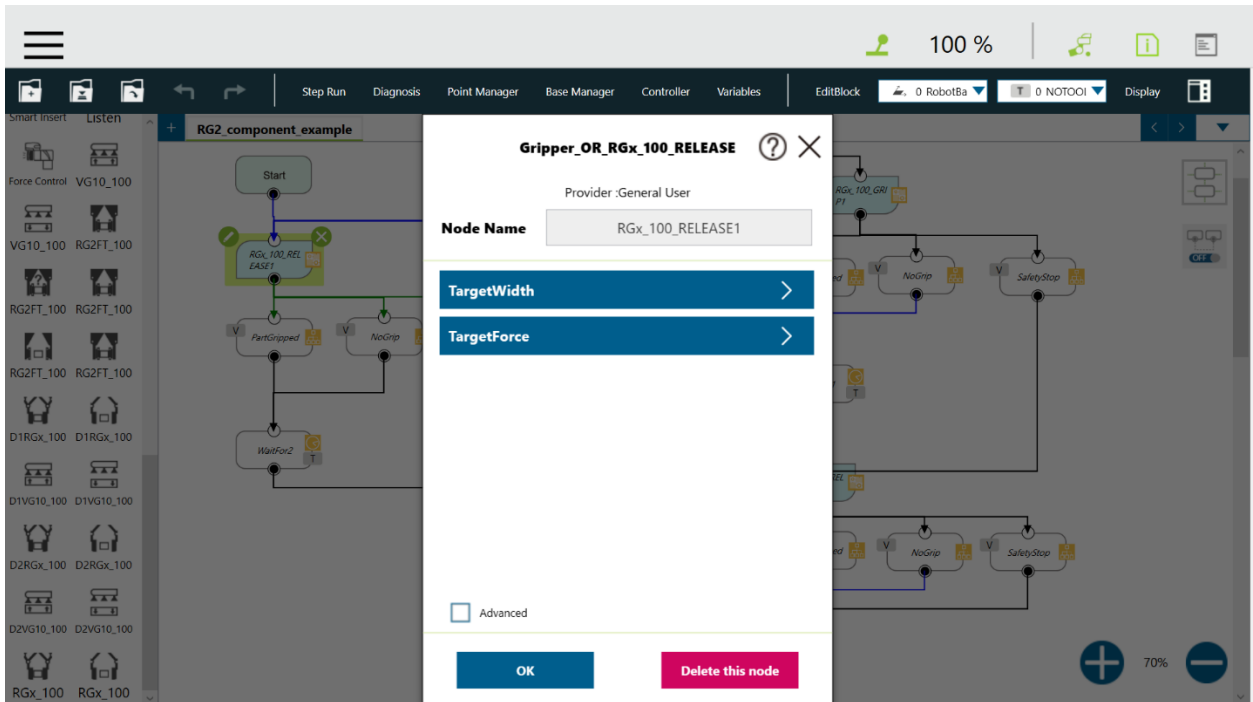 100 %
Step Run
Diagnosis
Point Manager
Base Manager
Controller
Variables
EditBlock
0 RobotBa
T 0 NOTOOl
Display
Smart Insert
Listen
RG2_component_example
Force Control
VG10_100
VG10_100
RG2FT_100
RG2FT_100
RG2FT_100
RG2FT_100
RG2FT_100
D1RGx_100
D1RGx_100
D1VG10_100
D1VG10_100
D2RGx_100
D2RGx_100
D2VG10_100
D2VG10_100
RGx_100
RGx_100
Start
RGx_100_REL
EASE1
V
PartGripped
V
NoGrip
WaitFor2
T
Gripper_OR_RGx_100_RELEASE
Provider :General User
Node Name
RGx_100_RELEASE1
TargetWidth
TargetForce
Advanced
OK
Delete this node
RGx_100_GRI
P1
ed
V
NoGrip
V
SafetyStop
T
EL
ed
V
NoGrip
V
SafetyStop
OFF
70%